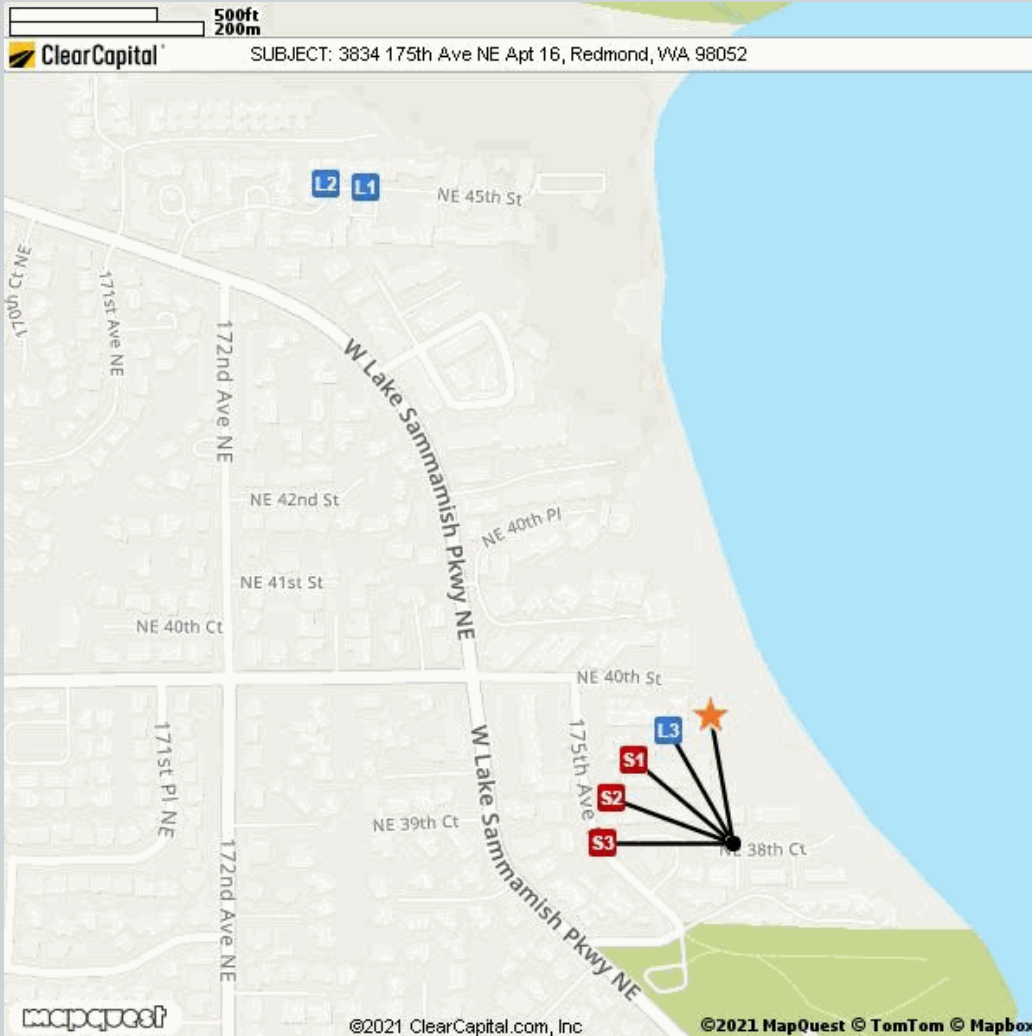 500ft
200m
ClearCapital
SUBJECT: 3834 175th Ave NE Apt 16, Redmond, WA 98052
L2
L1
NE 45th St
170th Ct NE
171st Ave NE
172nd Ave NE
W Lake Sammamish Pkwy NE
NE 42nd St
NE 40th Pl
NE 41st St
NE 40th Ct
NE 40th St
L3
S1
S2
S3
171st Pl NE
175th Ave
NE 39th Ct
NE 38th Ct
172nd Ave NE
W Lake Sammamish Pkwy NE
mapquest
©2021 ClearCapital.com, Inc
©2021 MapQuest © TomTom © Mapbox